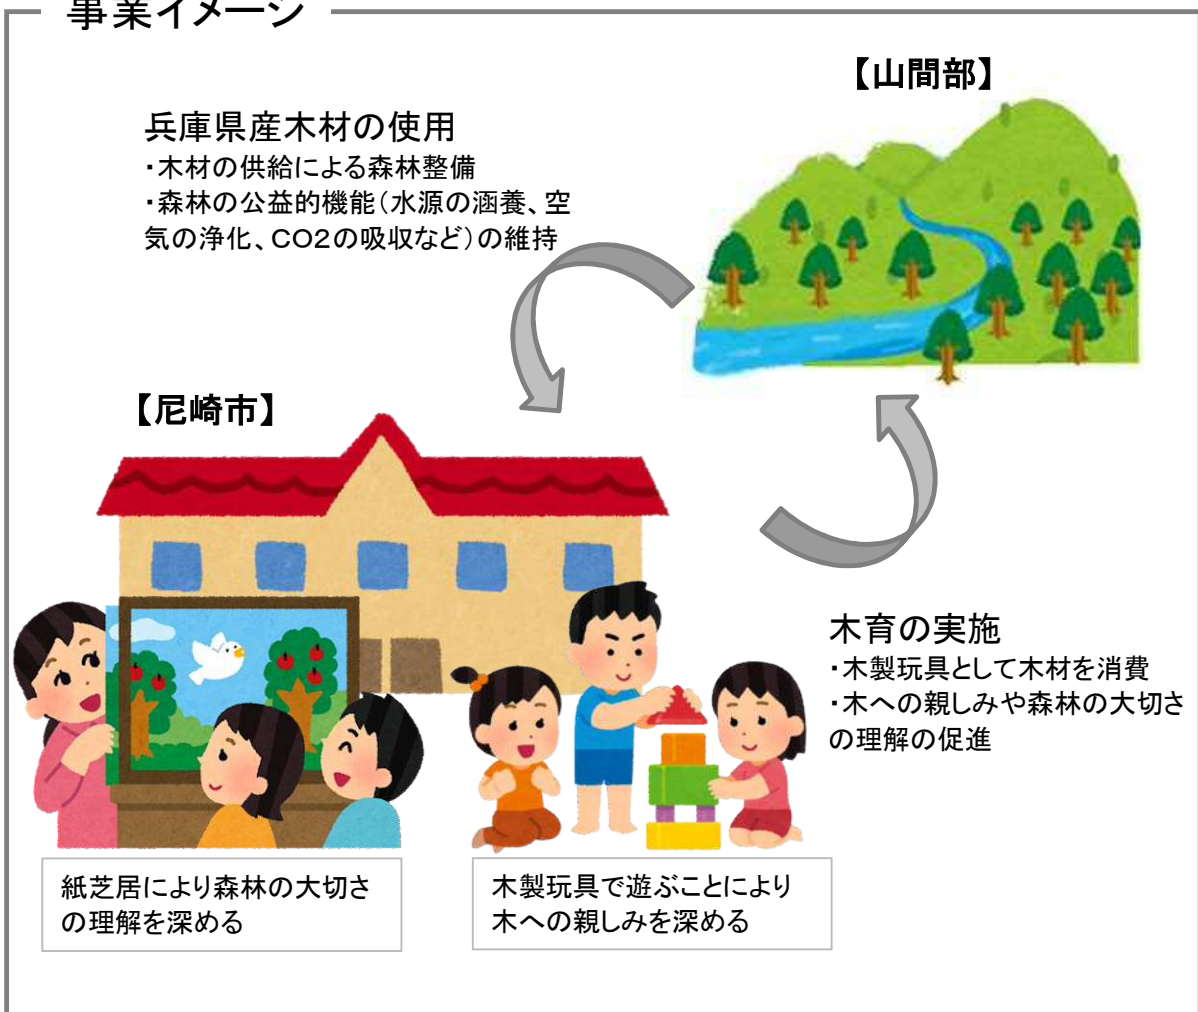 事業イメージ
【山間部】
兵庫県産木材の使用
・木材の供給による森林整備
・森林の公益的機能（水源の涵養、空
気の浄化、CO2の吸収など）の維持
【尼崎市】
木育の実施
・木製玩具として木材を消費
・木への親しみや森林の大切さ
の理解の促進
紙芝居により森林の大切さ
の理解を深める
木製玩具で遊ぶことにより
木への親しみを深める